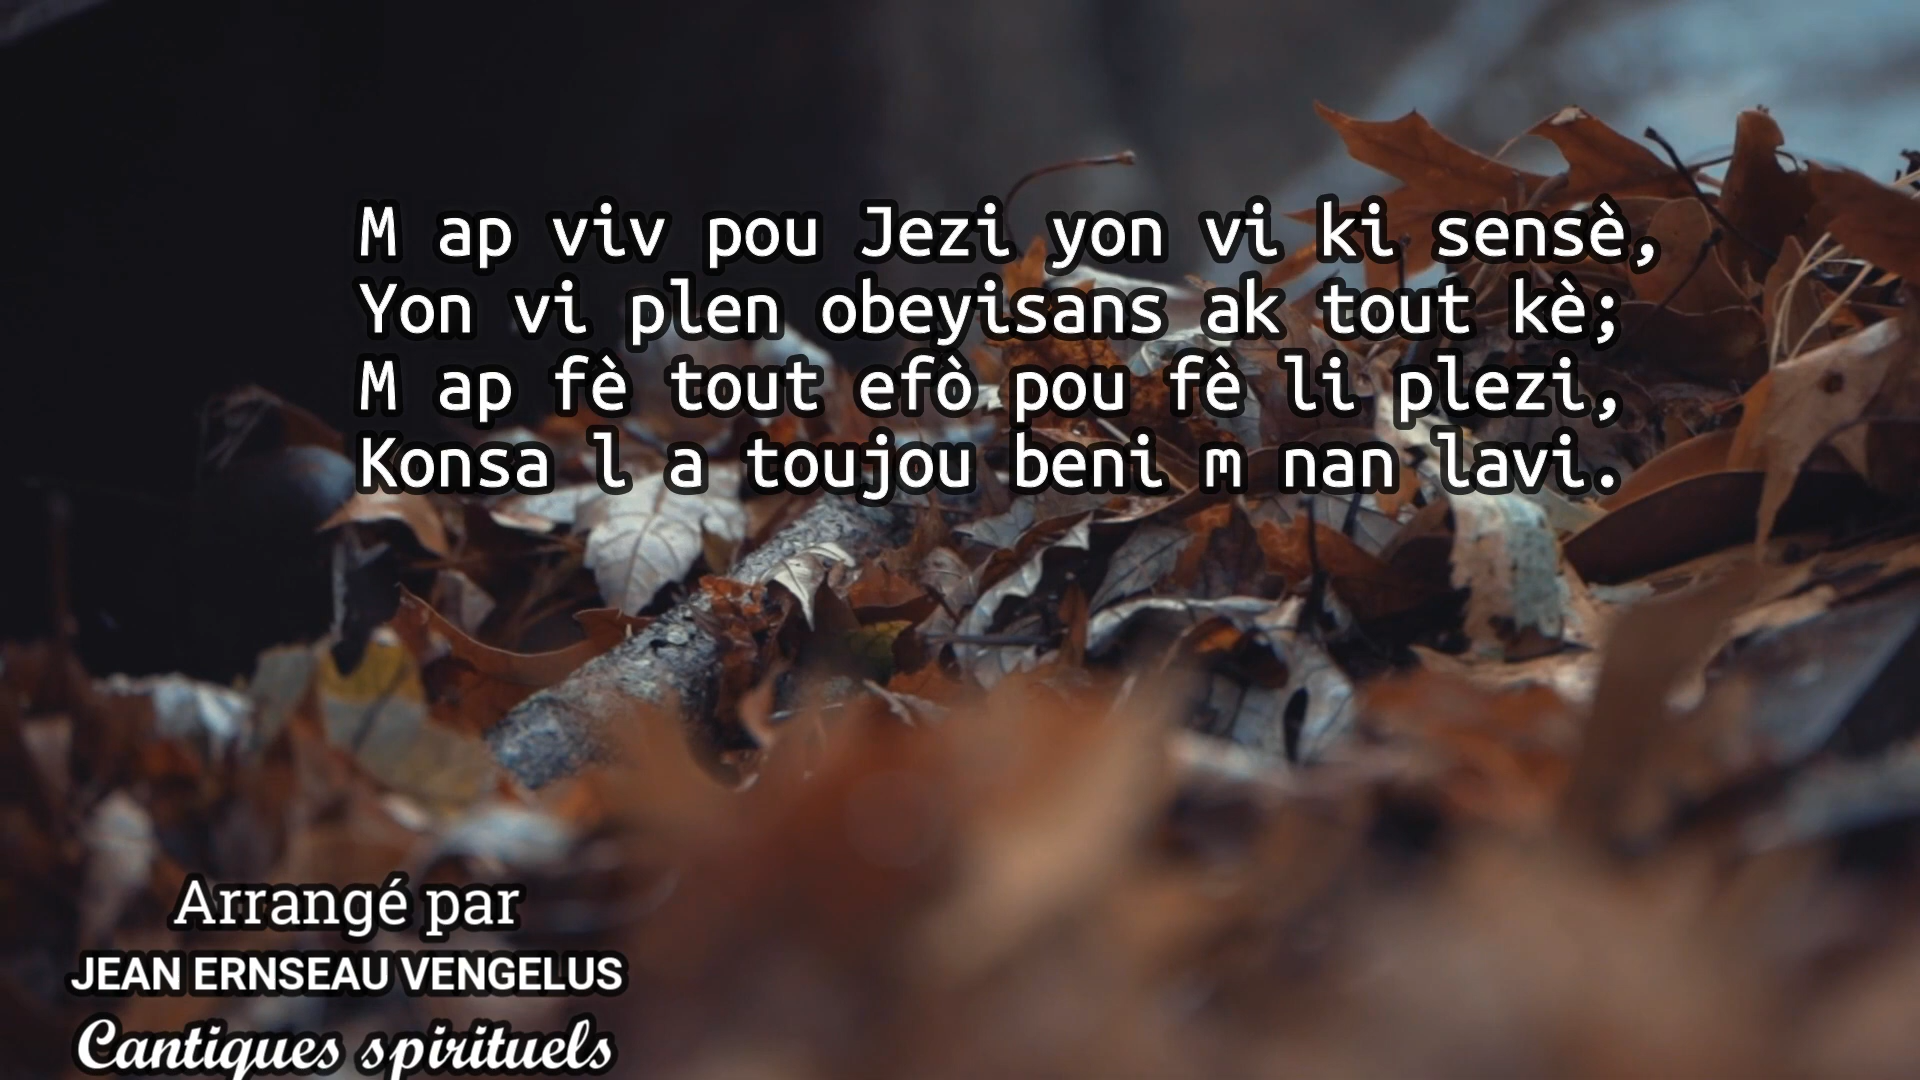 M ap viv pou Jezi yon vi ki sensè,
Yon vi plen obeyisans ak tout kè;
M ap fè tout efò pou fè li plezi,
Konsa l a toujou beni m nan lavi.
Arrangé par
JEAN ERNSEAU VENGELUS
Cantiques spirituels